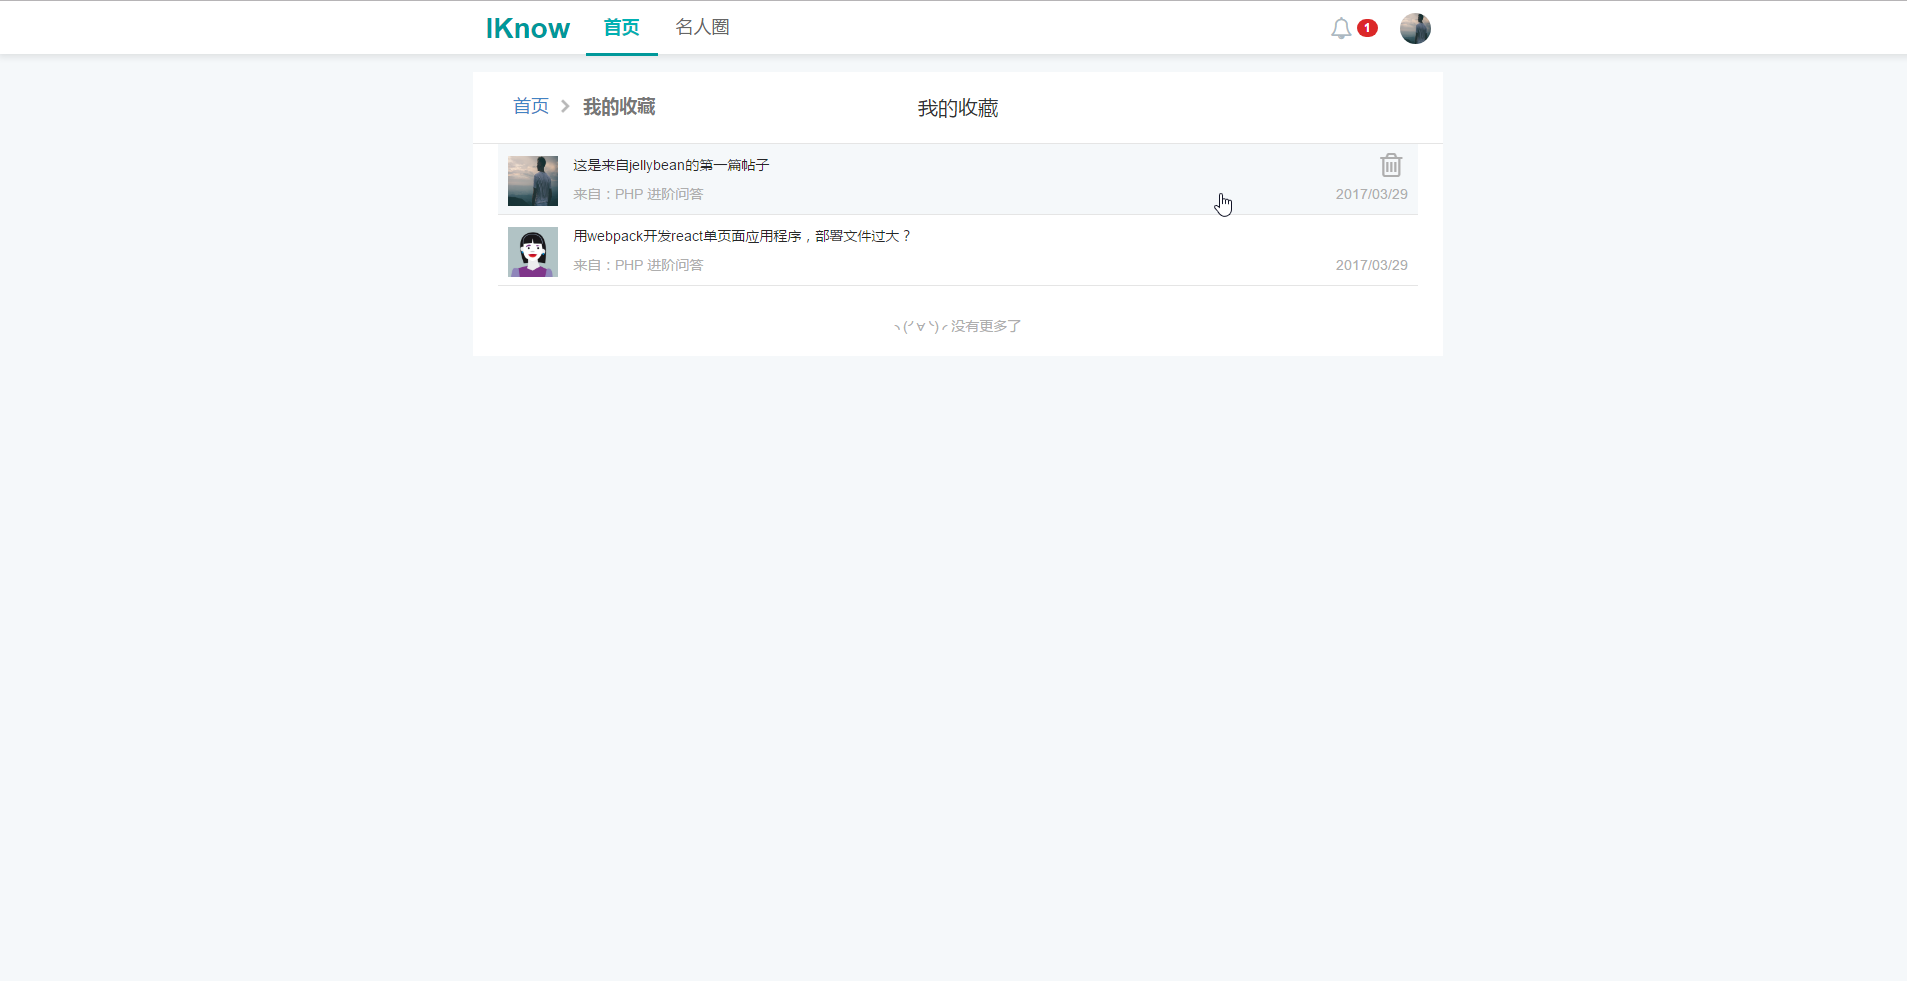 IKnow 首页 名人圈 1
首页 > 我的收藏 我的收藏
这是来自jellybean的第一篇帖子
来自：PHP 进阶问答 2017/03/29
用webpack开发react单页面应用程序，部署文件过大？
来自：PHP 进阶问答 2017/03/29
ヽ(´∀`)ノ没有更多了